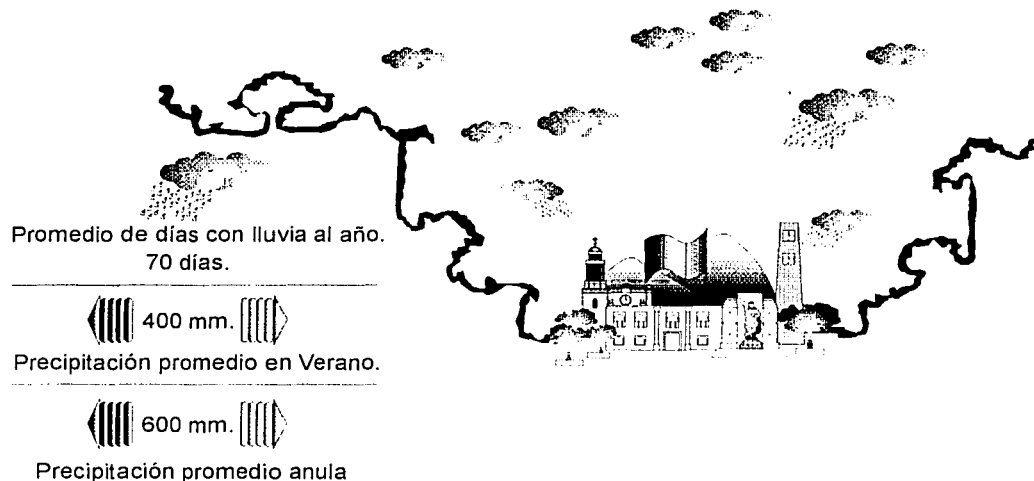 Promedio de días con lluvia al año.
70 días.
400 mm.
Precipitación promedio en Verano.
600 mm.
Precipitación promedio anula